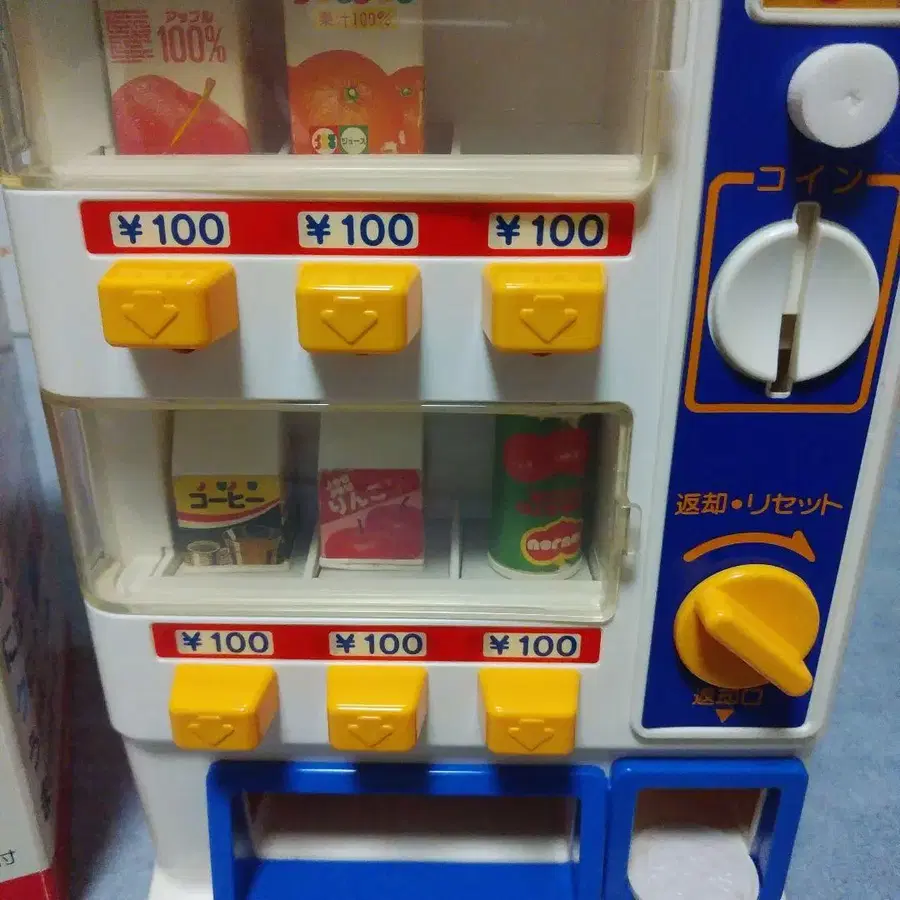 アップル
100%
果汁100%
ジュース
コイン
¥100
¥100
¥100
コーヒー
りんご
返却・リセット
¥100
¥100
¥100
返却口
付